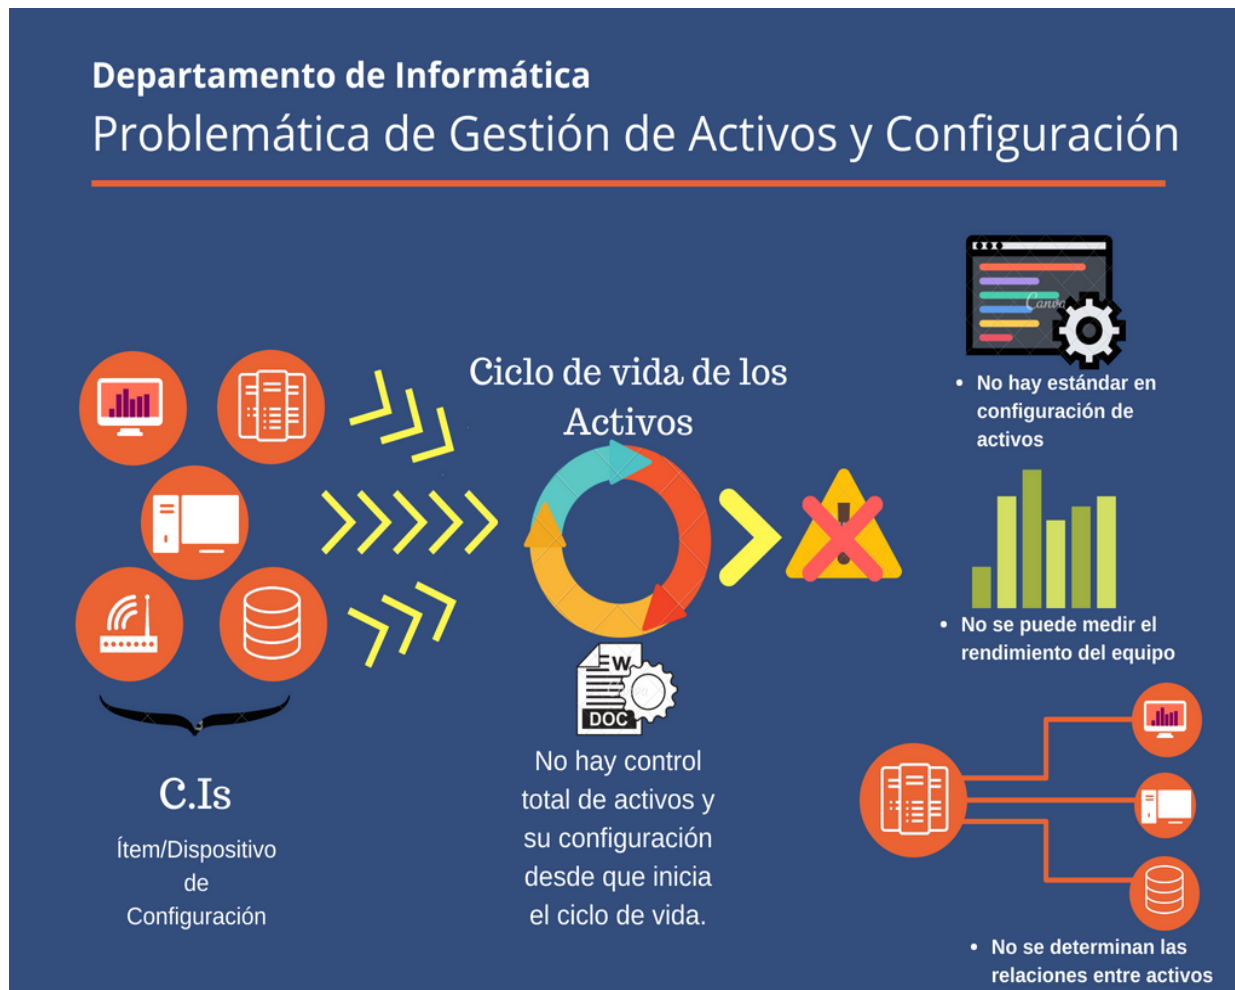 Departamento de Informática
Problemática de Gestión de Activos y Configuración
Ciclo de vida de los
Activos
C.Is
Ítem/Dispositivo
de
Configuración
W
DOC
No hay control
total de activos y
su configuración
desde que inicia
el ciclo de vida.
Canva
• No hay estándar en
configuración de
activos
• No se puede medir el
rendimiento del equipo
• No se determinan las
relaciones entre activos